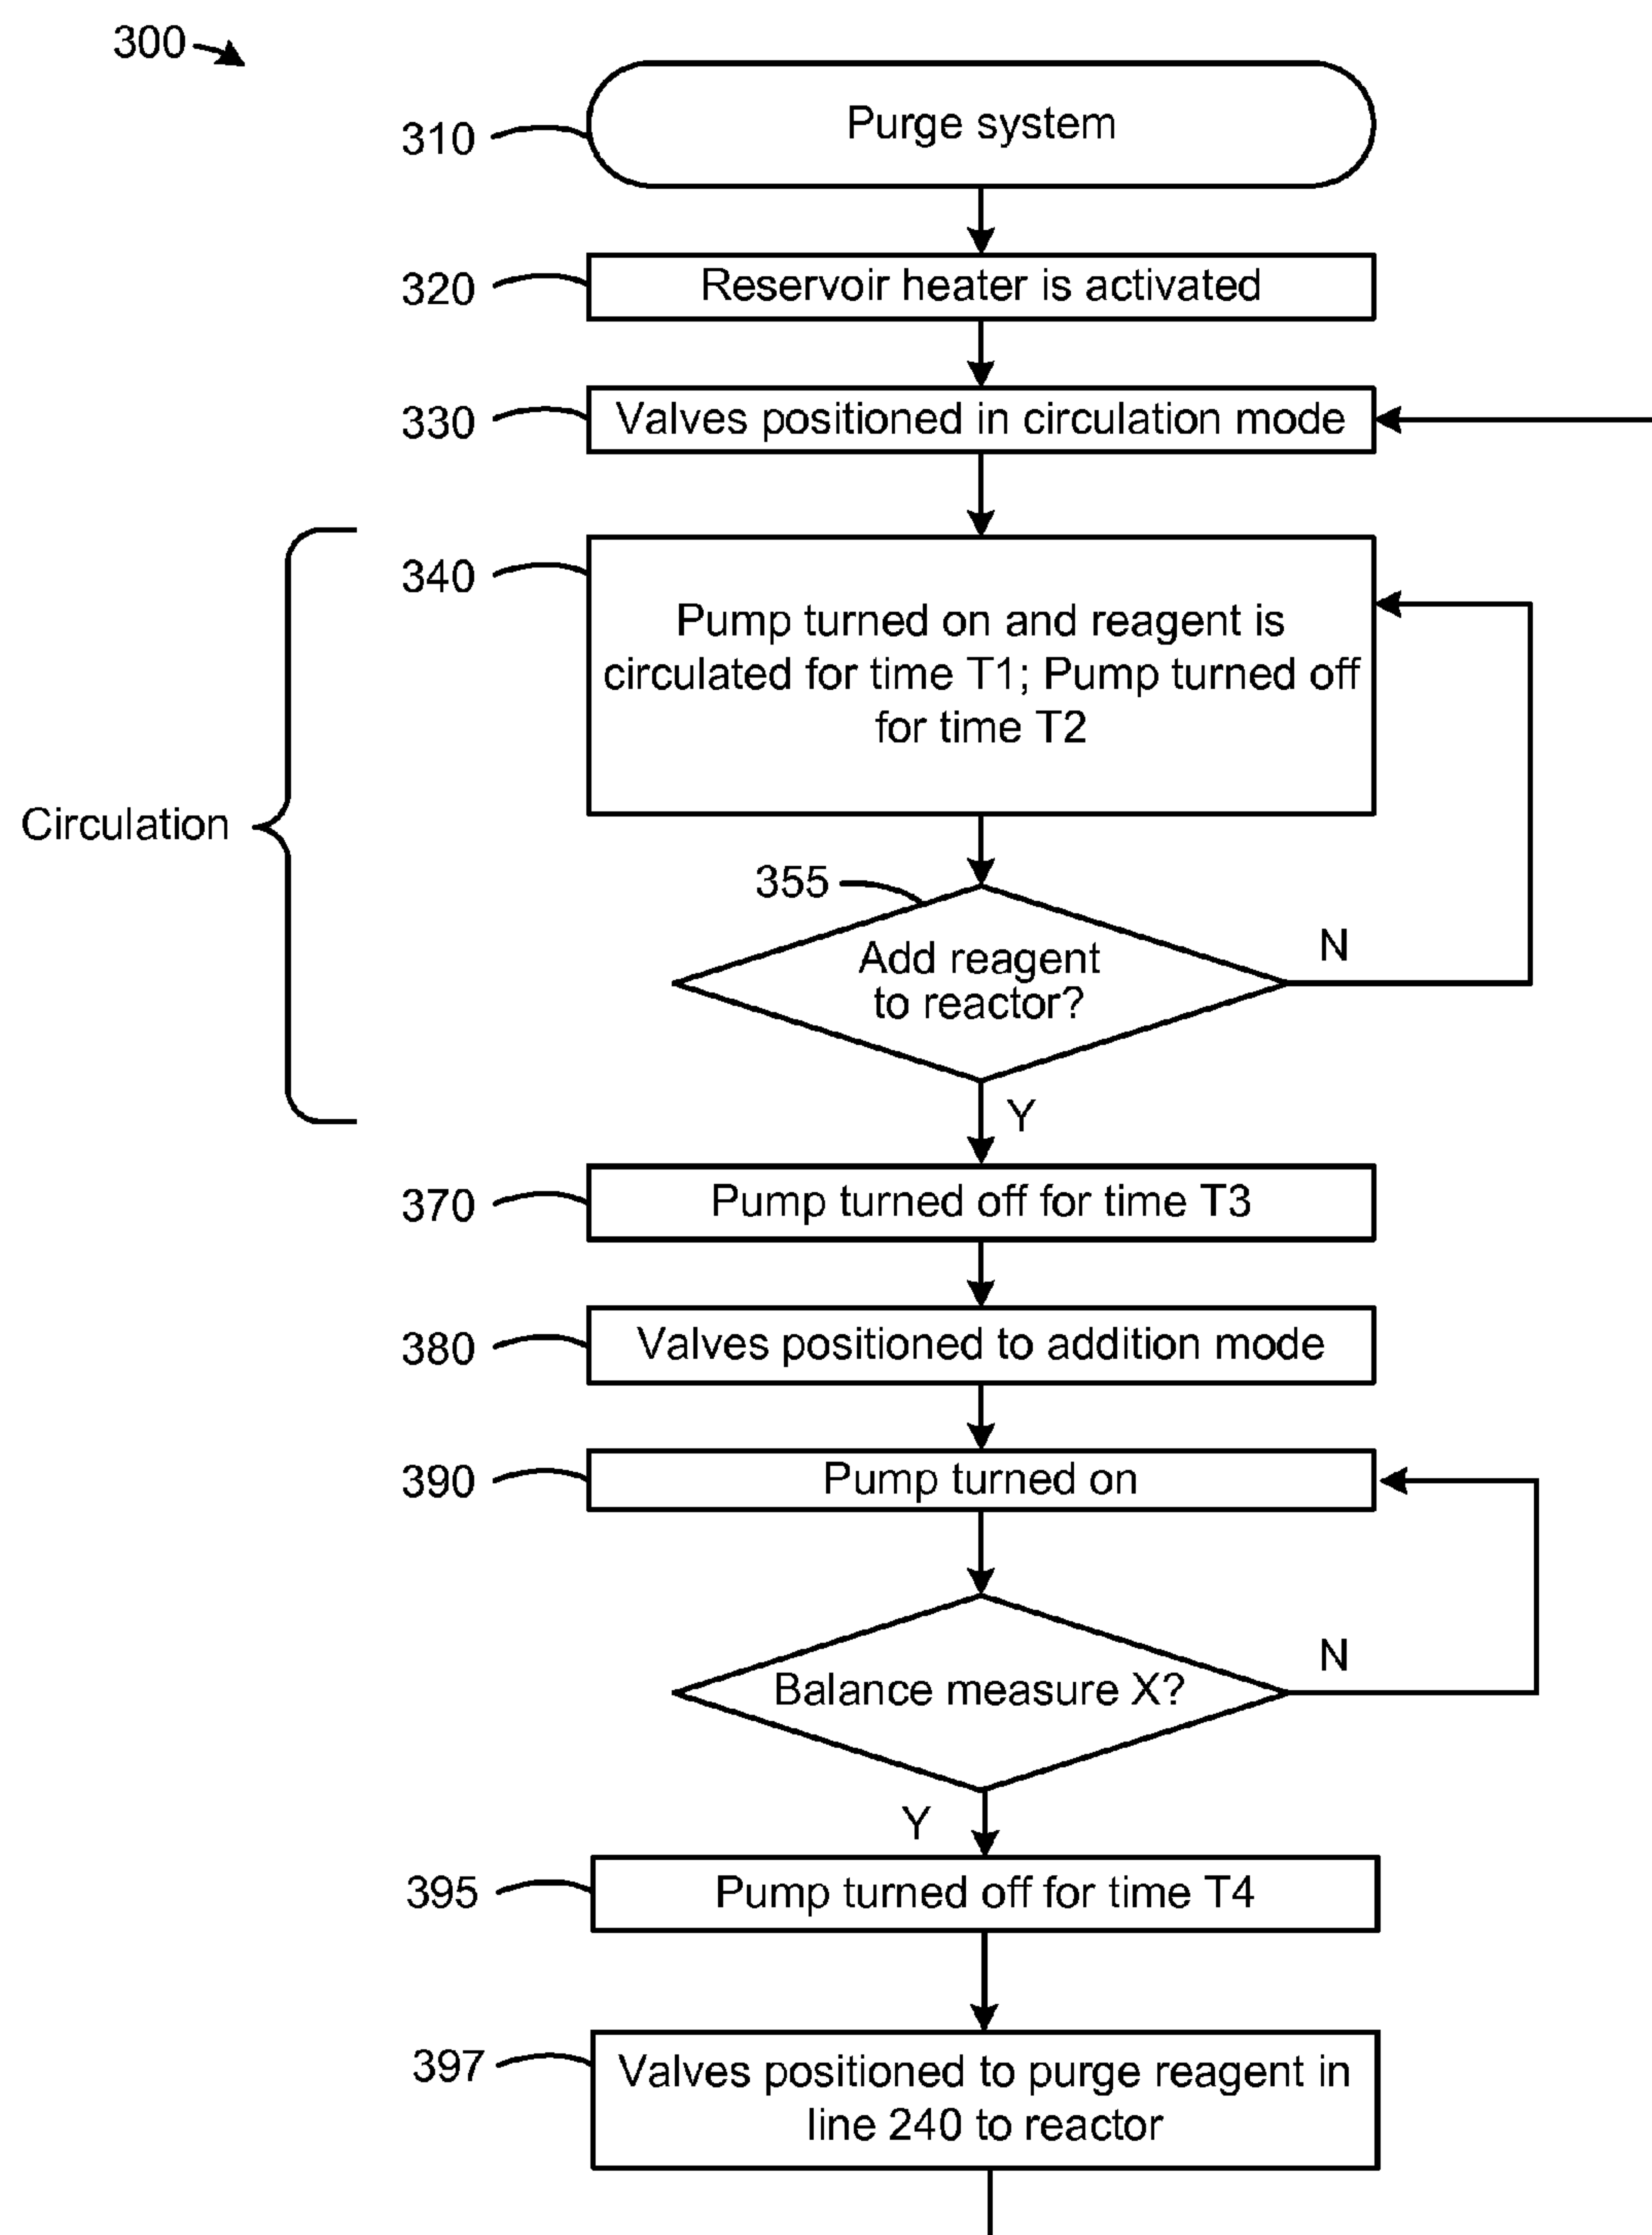 300
310
Purge system
320
Reservoir heater is activated
330
Valves positioned in circulation mode
340
Pump turned on and reagent is
circulated for time T1; Pump turned off
for time T2
Circulation
355
Add reagent
to reactor?
N
Y
370
Pump turned off for time T3
380
Valves positioned to addition mode
390
Pump turned on
Balance measure X?
N
Y
395
Pump turned off for time T4
397
Valves positioned to purge reagent in
line 240 to reactor